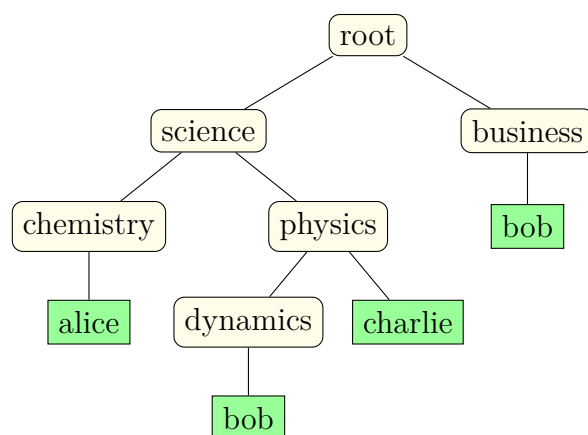 root
science
business
chemistry
physics
bob
alice
dynamics
charlie
bob